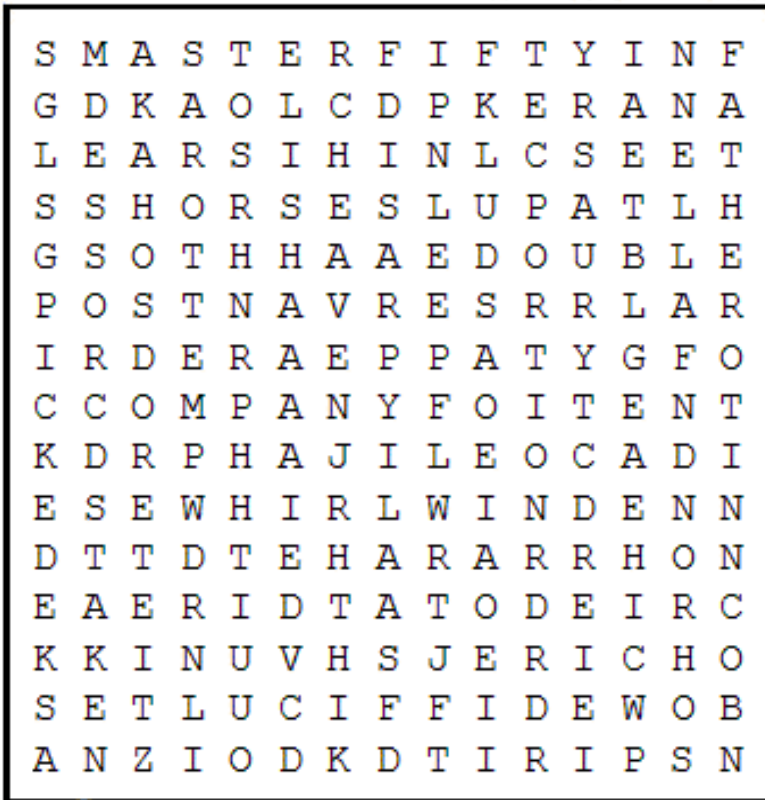 S M A S T E R F I F T Y I N F
G D K A O L C D P K E R A N A
L E A R S I H I N L C S E E T
S S H O R S E S L U P A T L H
G S O T H H A A E D O U B L E
P O S T N A V R E S R R L A R
I R D E R A E P P A T Y G F O
C C O M P A N Y F O I T E N T
K D R P H A J I L E O C A D I
E S E W H I R L W I N D E N N
D T T D T E H A R A R R H O N
E A E R I D T A T O D E I R C
K K I N U V H S J E R I C H O
S E T L U C I F F I D E W O B
A N Z I O D K D T I R I P S N